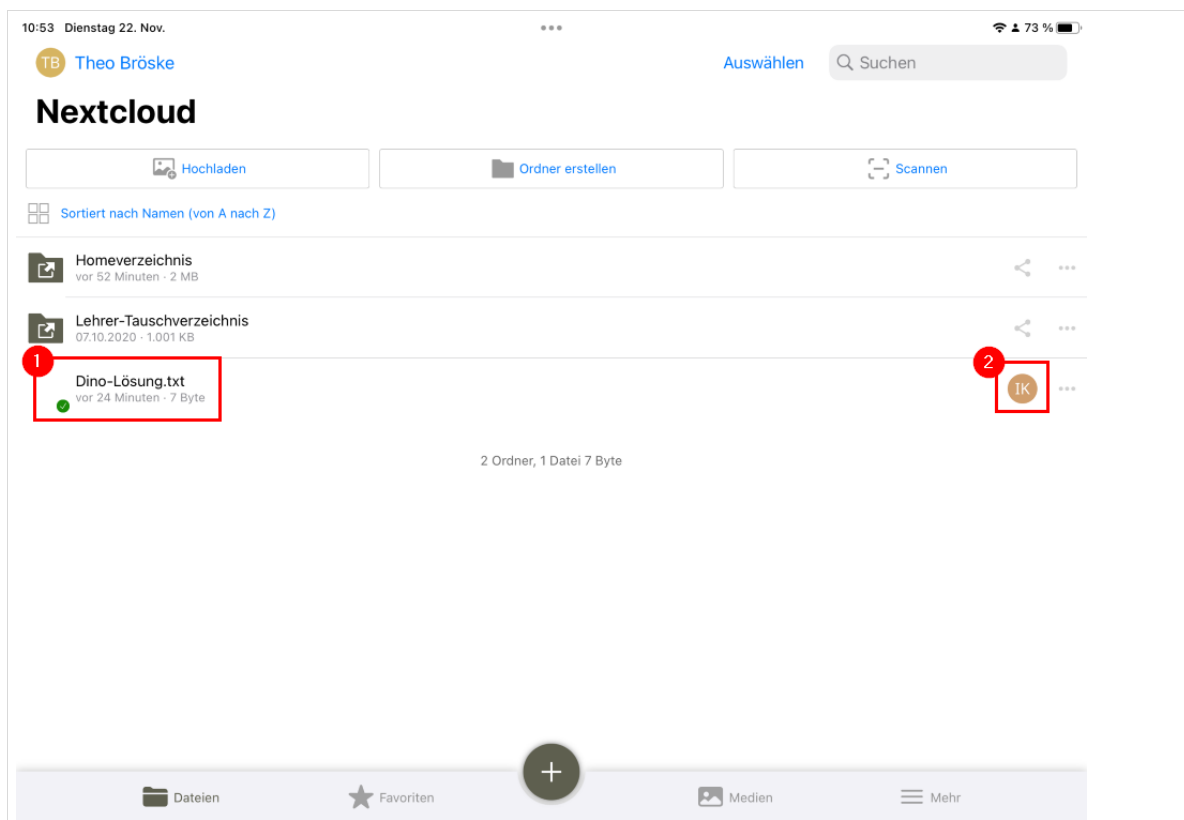 10:53 Dienstag 22. Nov. 73 %
TB Theo Bröske Auswählen Suchen
Nextcloud
Hochladen Ordner erstellen Scannen
Sortiert nach Namen (von A nach Z)
Homeverzeichnis
vor 52 Minuten · 2 MB
Lehrer-Tauschverzeichnis
07.10.2020 · 1.001 KB
1 2
Dino-Lösung.txt IK
vor 24 Minuten · 7 Byte
2 Ordner, 1 Datei 7 Byte
Dateien Favoriten Medien Mehr